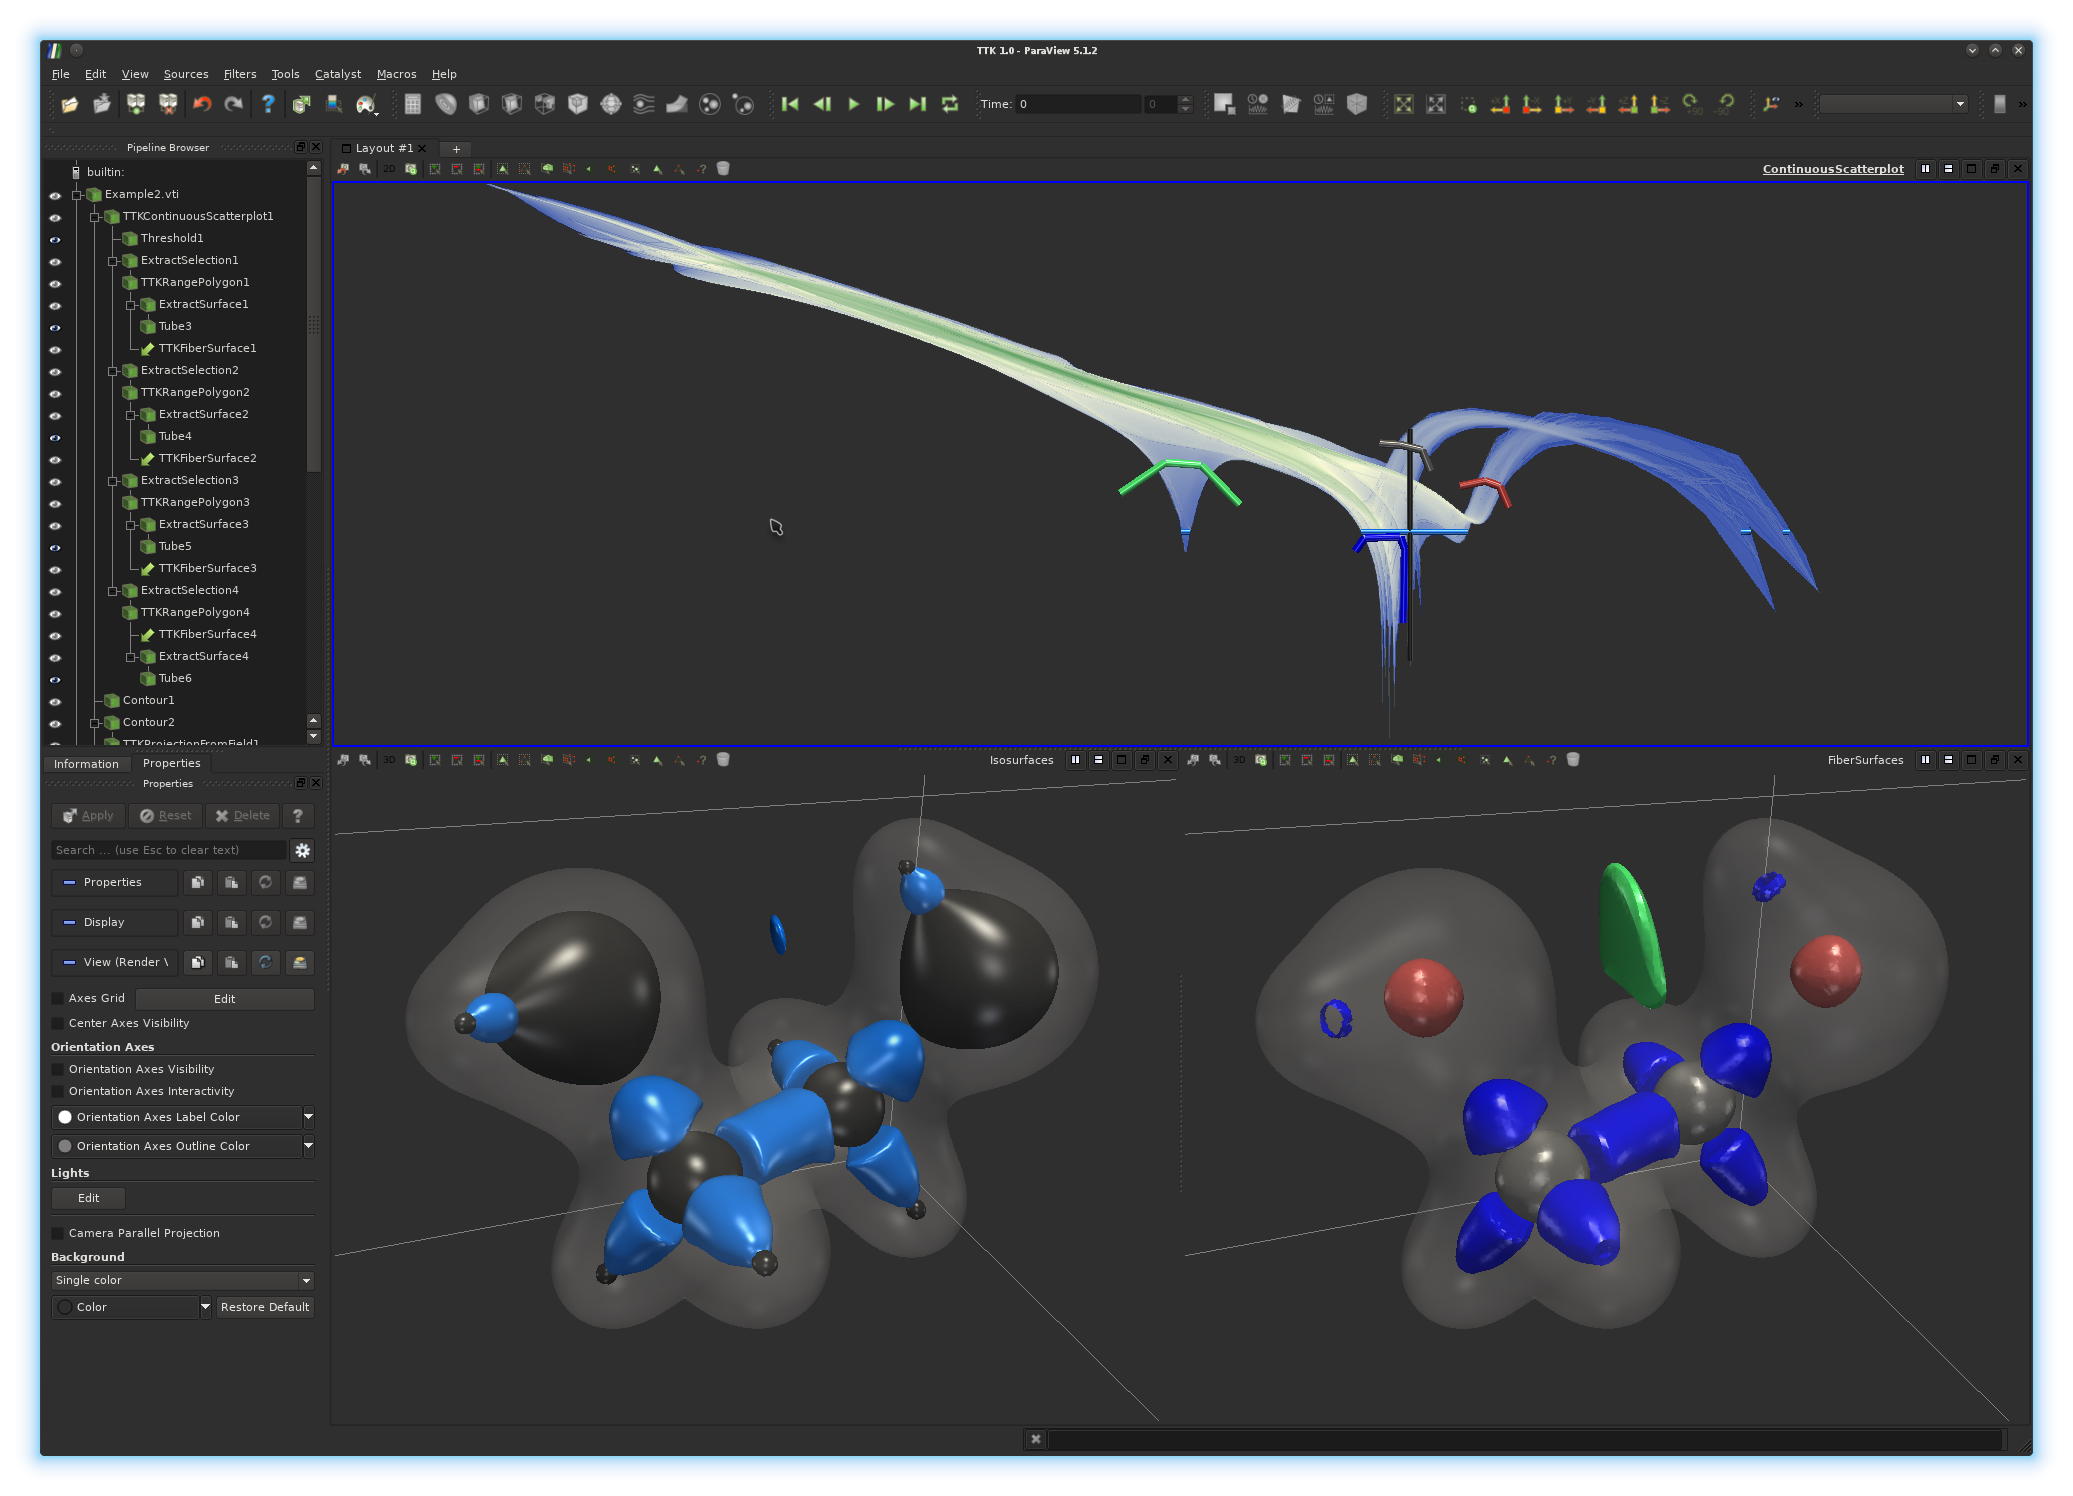 TTK 1.0 - ParaView 5.1.2
File Edit View Sources Filters Tools Catalyst Macros Help
Time: 0 0
Pipeline Browser
Layout #1
builtin:
2D
ContinuousScatterplot
Example2.vti
TTKContinuousScatterplot1
Threshold1
ExtractSelection1
TTKRangePolygon1
ExtractSurface1
Tube3
TTKFiberSurface1
ExtractSelection2
TTKRangePolygon2
ExtractSurface2
Tube4
TTKFiberSurface2
ExtractSelection3
TTKRangePolygon3
ExtractSurface3
Tube5
TTKFiberSurface3
ExtractSelection4
TTKRangePolygon4
TTKFiberSurface4
ExtractSurface4
Tube6
Contour1
Contour2
TTKProjectionFromField1
Information Properties
3D
Isosurfaces
3D
FiberSurfaces
Properties
Apply Reset Delete ?
Search ... (use Esc to clear text)
Properties
Display
View (Render V
Axes Grid Edit
Center Axes Visibility
Orientation Axes
Orientation Axes Visibility
Orientation Axes Interactivity
Orientation Axes Label Color
Orientation Axes Outline Color
Lights
Edit
Camera Parallel Projection
Background
Single color
Color Restore Default